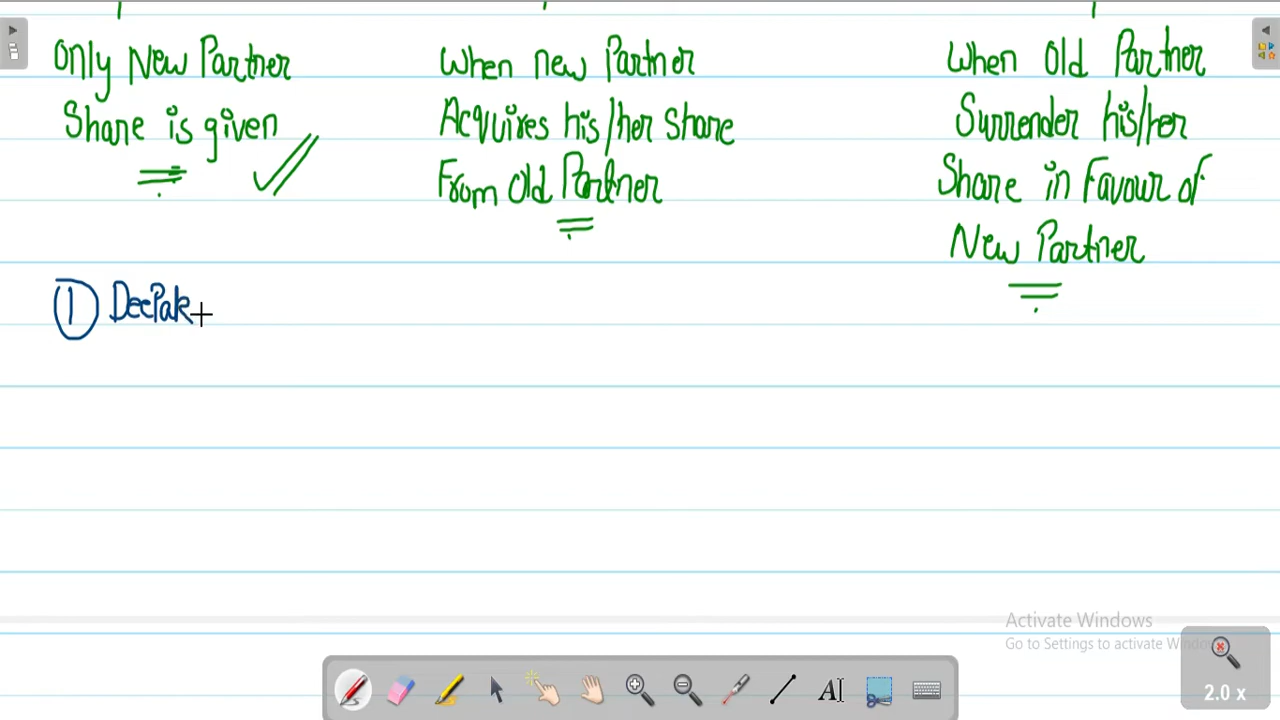 Only New Partner
Share is given
When new Partner
Acquires his/her Share
From Old Partner
When Old Partner
Surrender his/her
Share in Favour of
New Partner
1 DeePak
Activate Windows
Go to Settings to activate Windows
AI
2.0 x